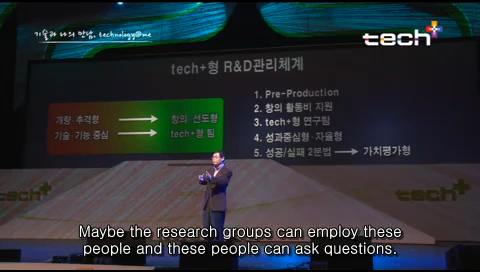 기술과 나의 만남, technology@me
tech+
tech+형 R&D관리체계
개량·추격형 → 창의·선도형
기술·기능 중심 → tech+형 팀
1. Pre-Production
2. 창의 활동비 지원
3. tech+형 연구팀
4. 성과중심형·자율형
5. 성공/실패 2분법 → 가치평가형
tech+
tech+
Maybe the research groups can employ these
people and these people can ask questions.